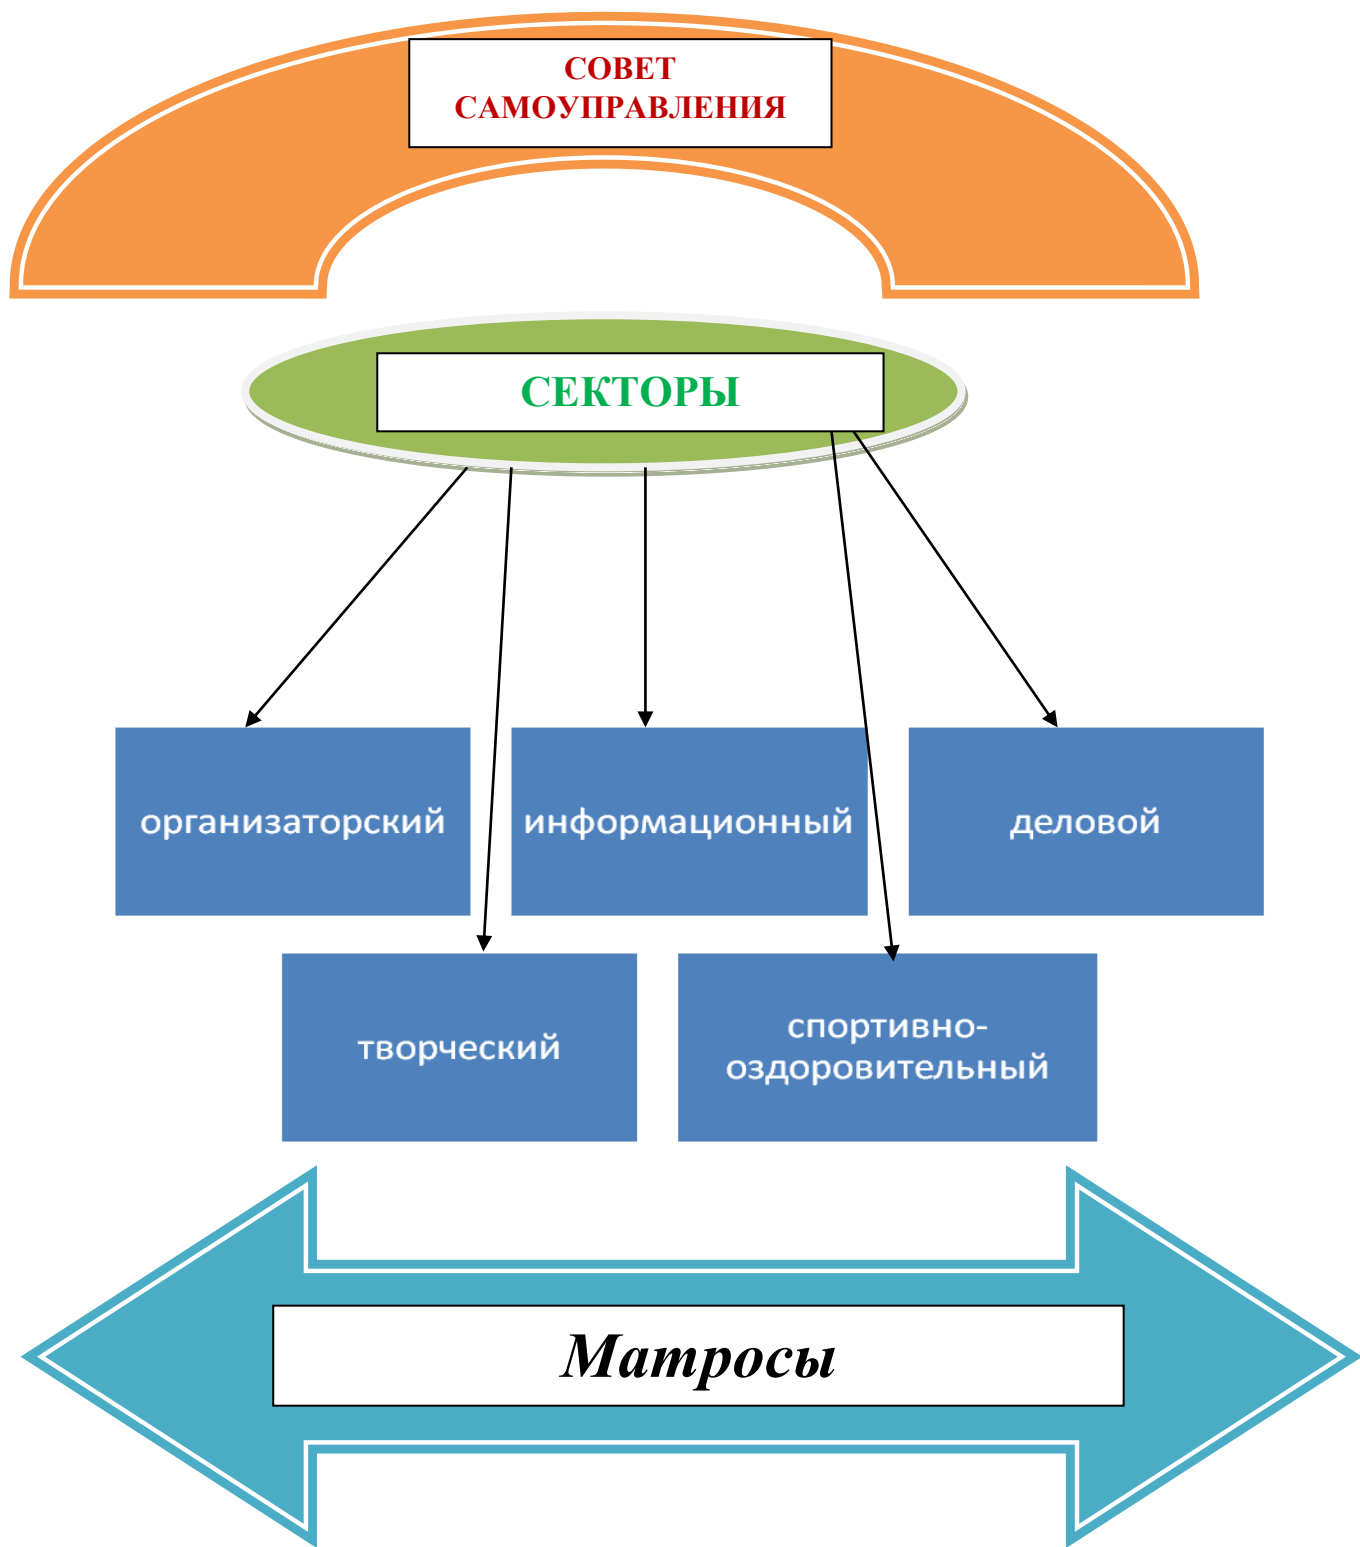 СОВЕТ
САМОУПРАВЛЕНИЯ
СЕКТОРЫ
организаторский
информационный
деловой
творческий
спортивно-
оздоровительный
Матросы